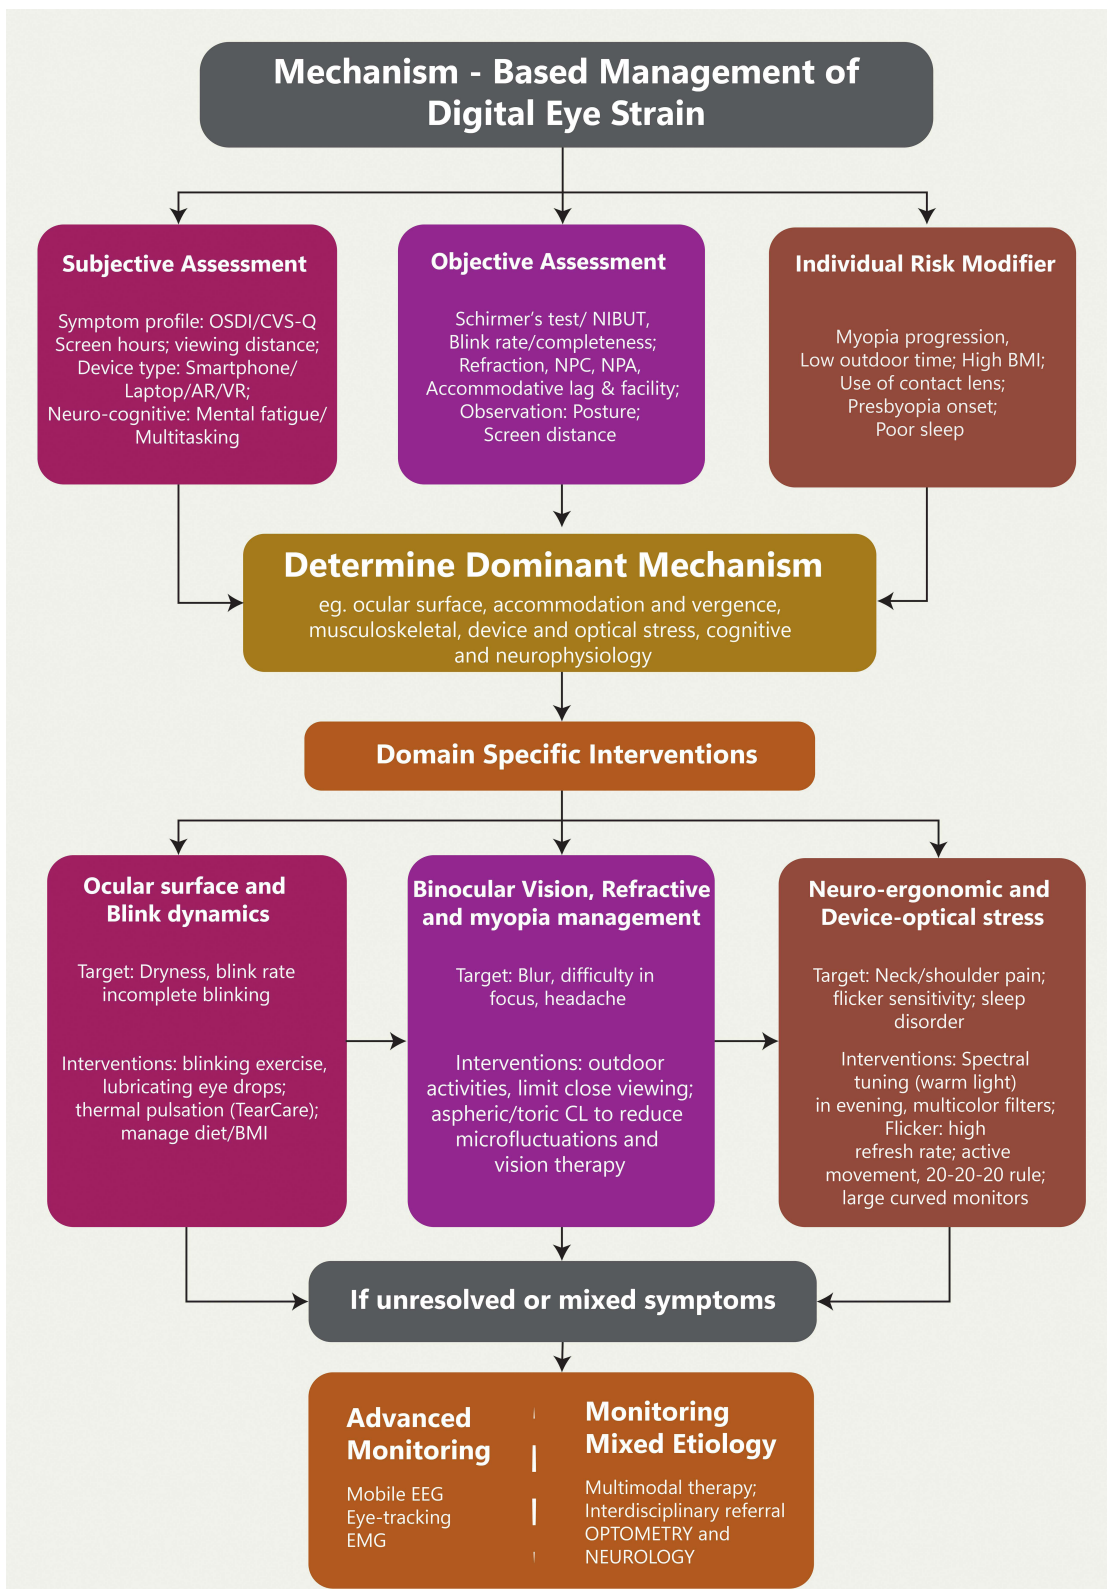 Mechanism - Based Management of
Digital Eye Strain
Subjective Assessment
Symptom profile: OSDI/CVS-Q
Screen hours; viewing distance;
Device type: Smartphone/
Laptop/AR/VR;
Neuro-cognitive: Mental fatigue/
Multitasking
Objective Assessment
Schirmer's test/ NIBUT,
Blink rate/completeness;
Refraction, NPC, NPA,
Accommodative lag & facility;
Observation: Posture;
Screen distance
Individual Risk Modifier
Myopia progression,
Low outdoor time; High BMI;
Use of contact lens;
Presbyopia onset;
Poor sleep
Determine Dominant Mechanism
eg. ocular surface, accommodation and vergence,
musculoskeletal, device and optical stress, cognitive
and neurophysiology
Domain Specific Interventions
Ocular surface and
Blink dynamics
Target: Dryness, blink rate
incomplete blinking
Interventions: blinking exercise,
lubricating eye drops;
thermal pulsation (TearCare);
manage diet/BMI
Binocular Vision, Refractive
and myopia management
Target: Blur, difficulty in
focus, headache
Interventions: outdoor
activities, limit close viewing;
aspheric/toric CL to reduce
microfluctuations and
vision therapy
Neuro-ergonomic and
Device-optical stress
Target: Neck/shoulder pain;
flicker sensitivity; sleep
disorder
Interventions: Spectral
tuning (warm light)
in evening, multicolor filters;
Flicker: high
refresh rate; active
movement, 20-20-20 rule;
large curved monitors
If unresolved or mixed symptoms
Advanced
Monitoring
Mobile EEG
Eye-tracking
EMG
Monitoring
Mixed Etiology
Multimodal therapy;
Interdisciplinary referral
OPTOMETRY and
NEUROLOGY